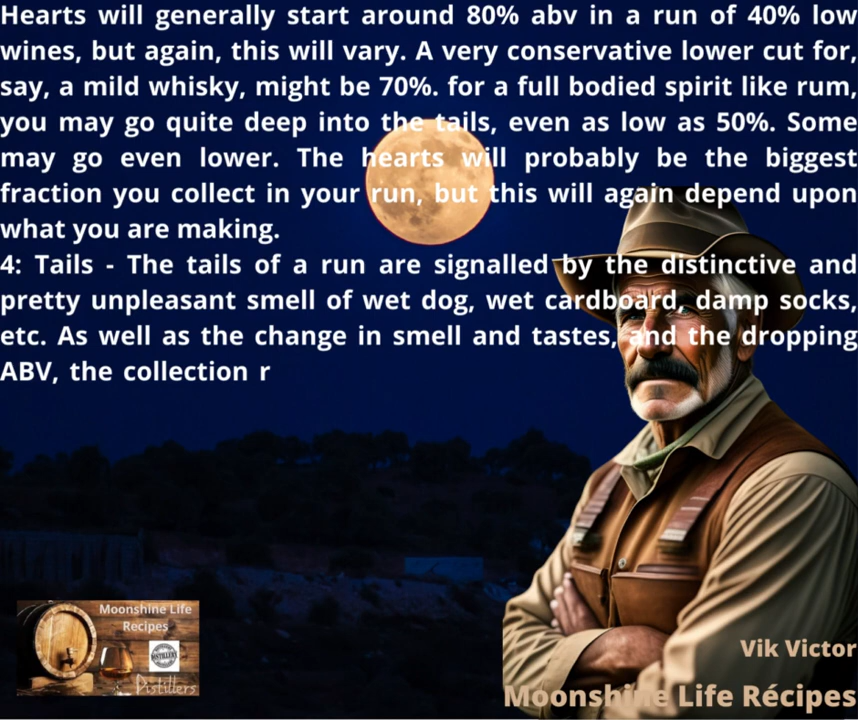 Hearts will generally start around 80% abv in a run of 40% low
wines, but again, this will vary. A very conservative lower cut for,
say, a mild whisky, might be 70%. for a full bodied spirit like rum,
you may go quite deep into the tails, even as low as 50%. Some
may go even lower. The hearts will probably be the biggest
fraction you collect in your run, but this will again depend upon
what you are making.
4: Tails - The tails of a run are signalled by the distinctive and
pretty unpleasant smell of wet dog, wet cardboard, damp socks,
etc. As well as the change in smell and tastes, and the dropping
ABV, the collection r
Moonshine Life
Recipes
DISTILLERY
Distillers
Vik Victor
Moonshine Life Récipes